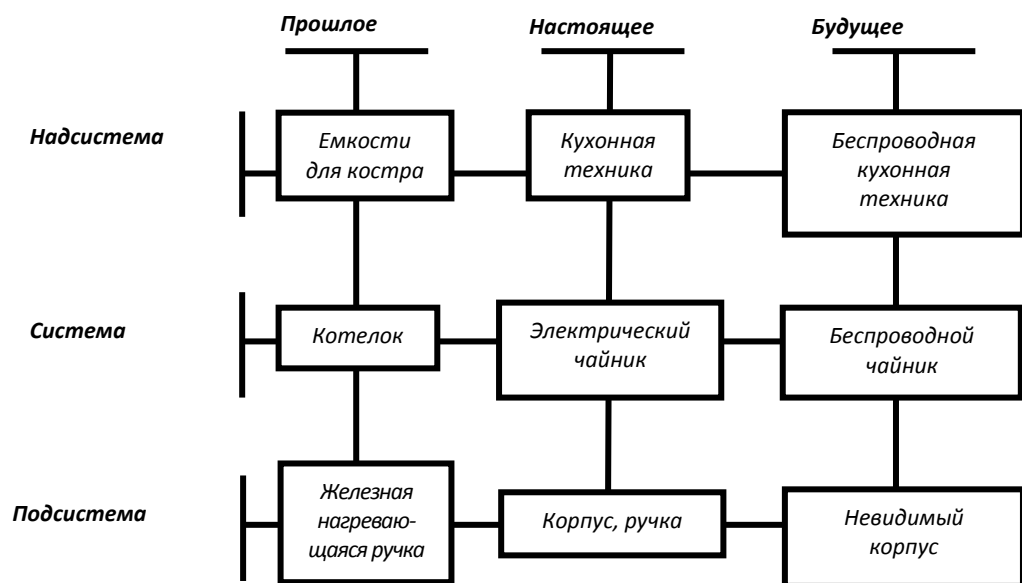 Прошлое
Настоящее
Будущее
Надсистема
Емкости
для костра
Кухонная
техника
Беспроводная
кухонная
техника
Система
Котелок
Электрический
чайник
Беспроводной
чайник
Подсистема
Железная
нагреваю-
щаяся ручка
Корпус, ручка
Невидимый
корпус